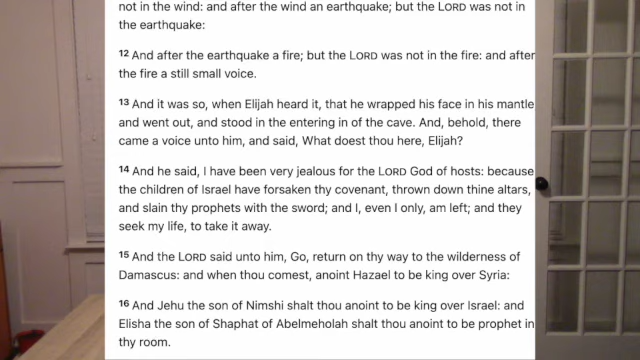 not in the wind: and after the wind an earthquake; but the LORD was not in
the earthquake:
12 And after the earthquake a fire; but the LORD was not in the fire: and after
the fire a still small voice.
13 And it was so, when Elijah heard it, that he wrapped his face in his mantle
and went out, and stood in the entering in of the cave. And, behold, there
came a voice unto him, and said, What doest thou here, Elijah?
14 And he said, I have been very jealous for the LORD God of hosts: because
the children of Israel have forsaken thy covenant, thrown down thine altars,
and slain thy prophets with the sword; and I, even I only, am left; and they
seek my life, to take it away.
15 And the LORD said unto him, Go, return on thy way to the wilderness of
Damascus: and when thou comest, anoint Hazael to be king over Syria:
16 And Jehu the son of Nimshi shalt thou anoint to be king over Israel: and
Elisha the son of Shaphat of Abelmeholah shalt thou anoint to be prophet in
thy room.